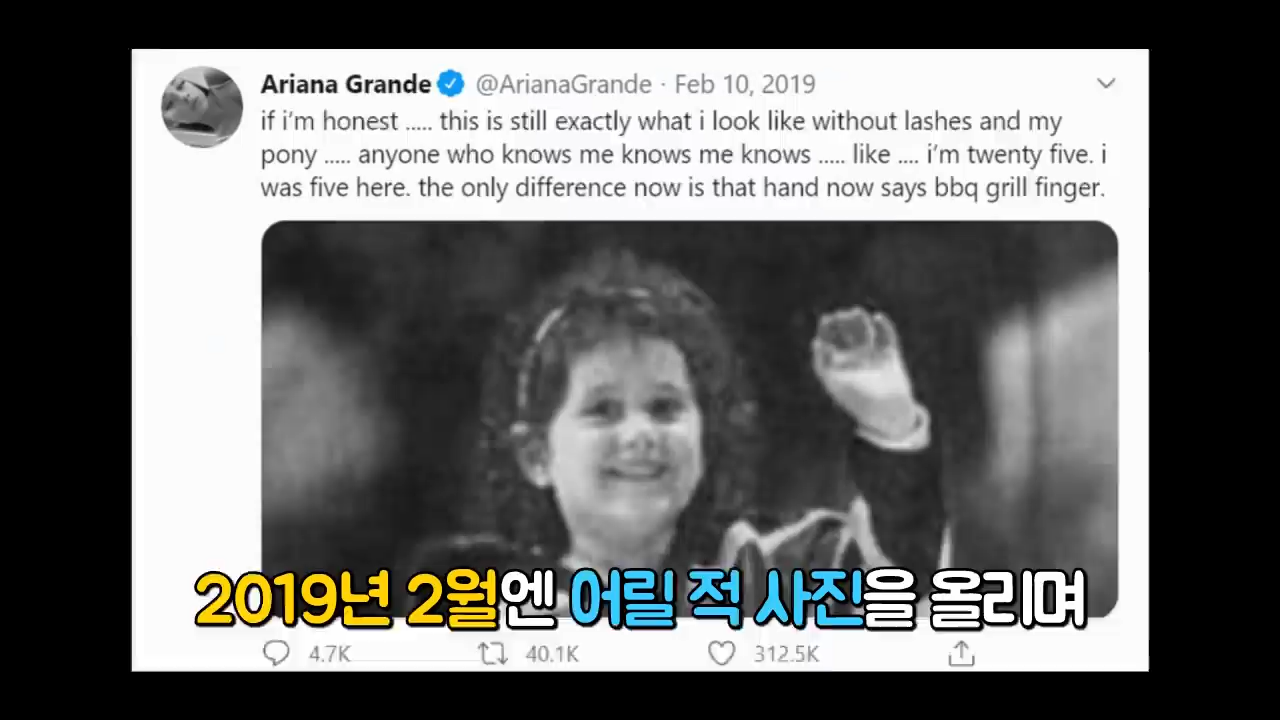 Ariana Grande @ArianaGrande · Feb 10, 2019
if i'm honest ..... this is still exactly what i look like without lashes and my
pony ..... anyone who knows me knows me knows ..... like .... i'm twenty five. i
was five here. the only difference now is that hand now says bbq grill finger.
2019년 2월엔 어릴 적 사진을 올리며
4.7K 40.1K 312.5K